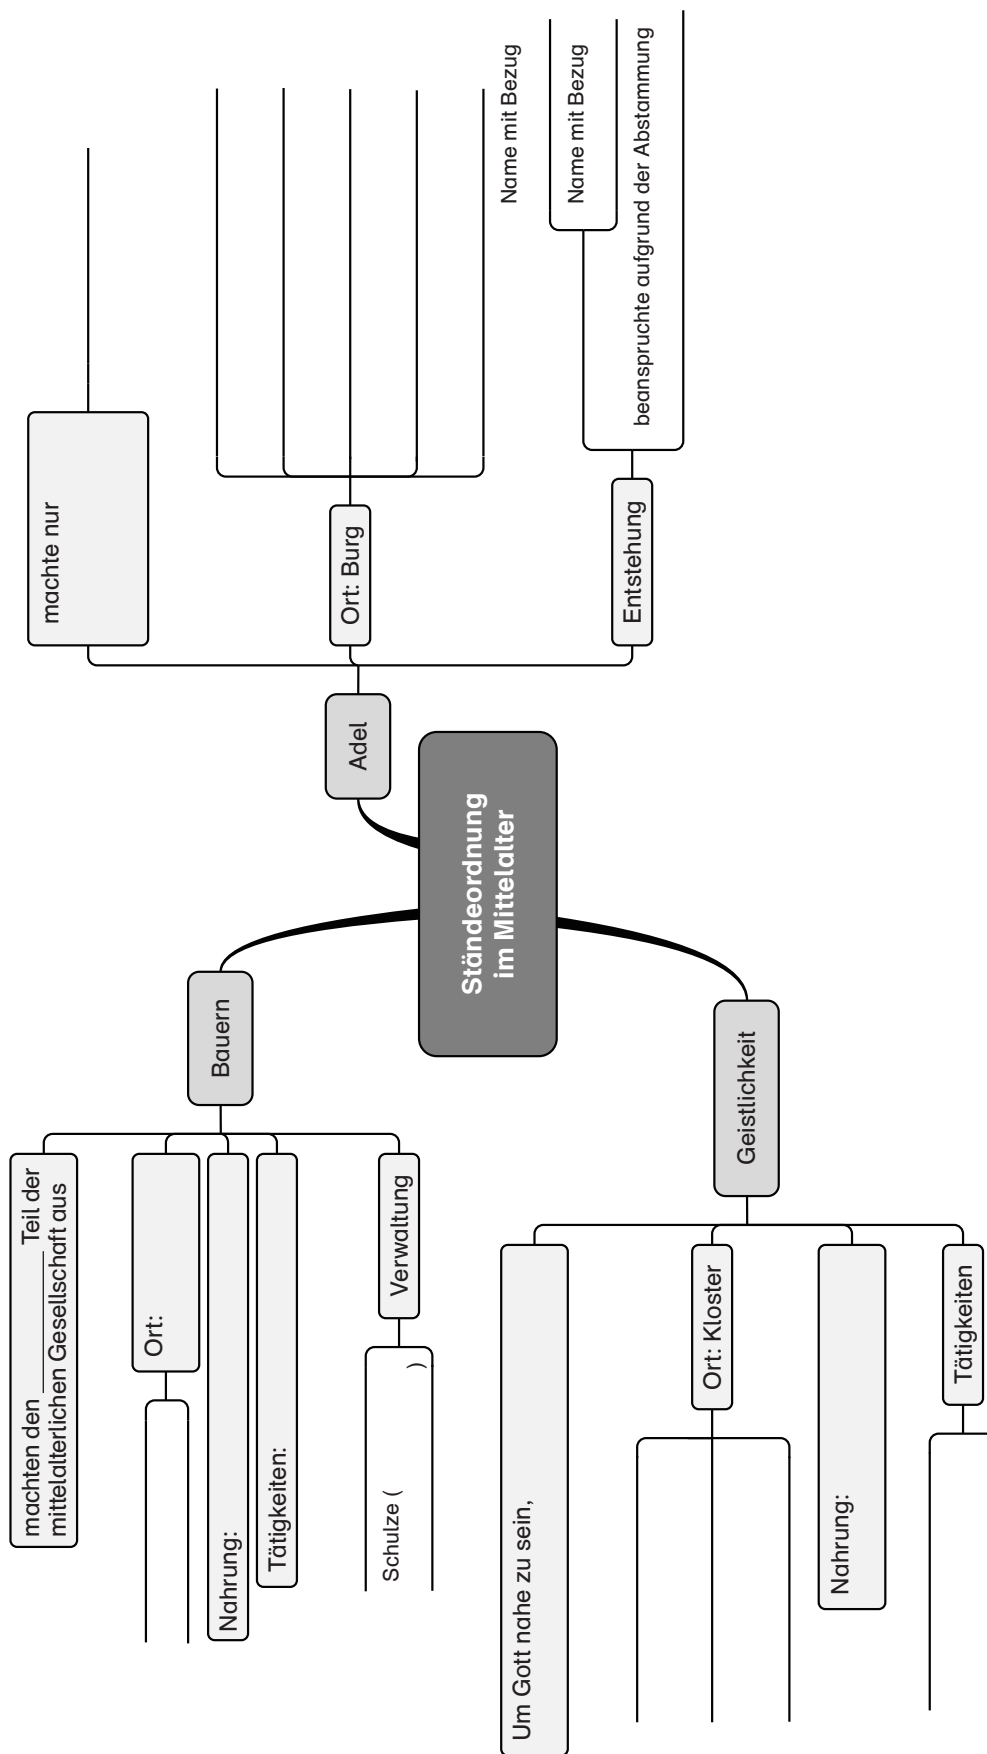 Ständeordnung
im Mittelalter
Bauern
machten den ______ Teil der
mittelalterlichen Gesellschaft aus
Ort:
Nahrung:
Tätigkeiten:
Verwaltung
Schulze (                )
Adel
machte nur
Ort: Burg
Entstehung
Name mit Bezug
Name mit Bezug
beanspruchte aufgrund der Abstammung
Geistlichkeit
Um Gott nahe zu sein,
Ort: Kloster
Nahrung:
Tätigkeiten